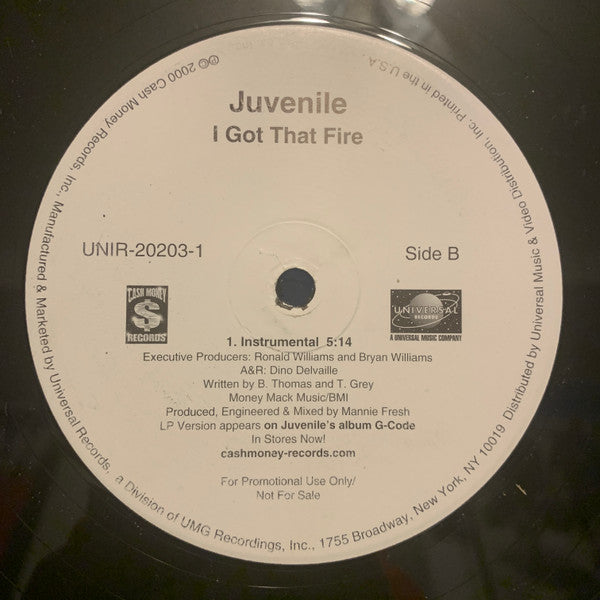 Juvenile
I Got That Fire
UNIR-20203-1
Side B
CASH MONEY
$
RECORDS
UNIVERSAL
RECORDS
A UNIVERSAL MUSIC COMPANY
1. Instrumental 5:14
Executive Producers: Ronald Williams and Bryan Williams
A&R: Dino Delvaille
Written by B. Thomas and T. Grey
Money Mack Music/BMI
Produced, Engineered & Mixed by Mannie Fresh
LP Version appears on Juvenile's album G-Code
In Stores Now!
cashmoney-records.com
For Promotional Use Only/
Not For Sale
℗© 2000 Cash Money Records, Inc., Manufactured & Marketed by Universal Records, a Division of UMG Recordings, Inc., 1755 Broadway, New York, NY 10019 Distributed by Universal Music & Video Distribution, Inc. Printed in the U.S.A.